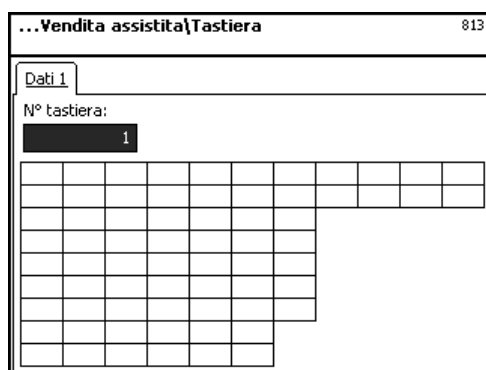 ...Vendita assistita\Tastiera 813
Dati 1
N° tastiera:
1